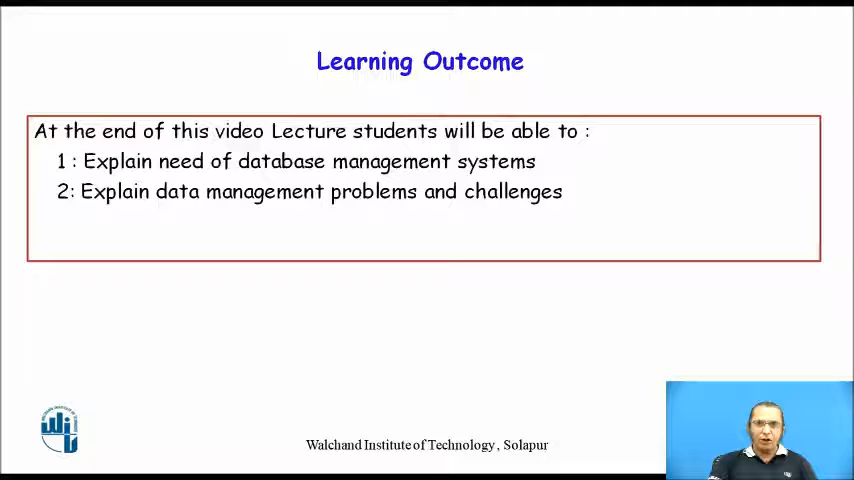 Learning Outcome
At the end of this video Lecture students will be able to :
1 : Explain need of database management systems
2: Explain data management problems and challenges
Walchand Institute of Technology, Solapur